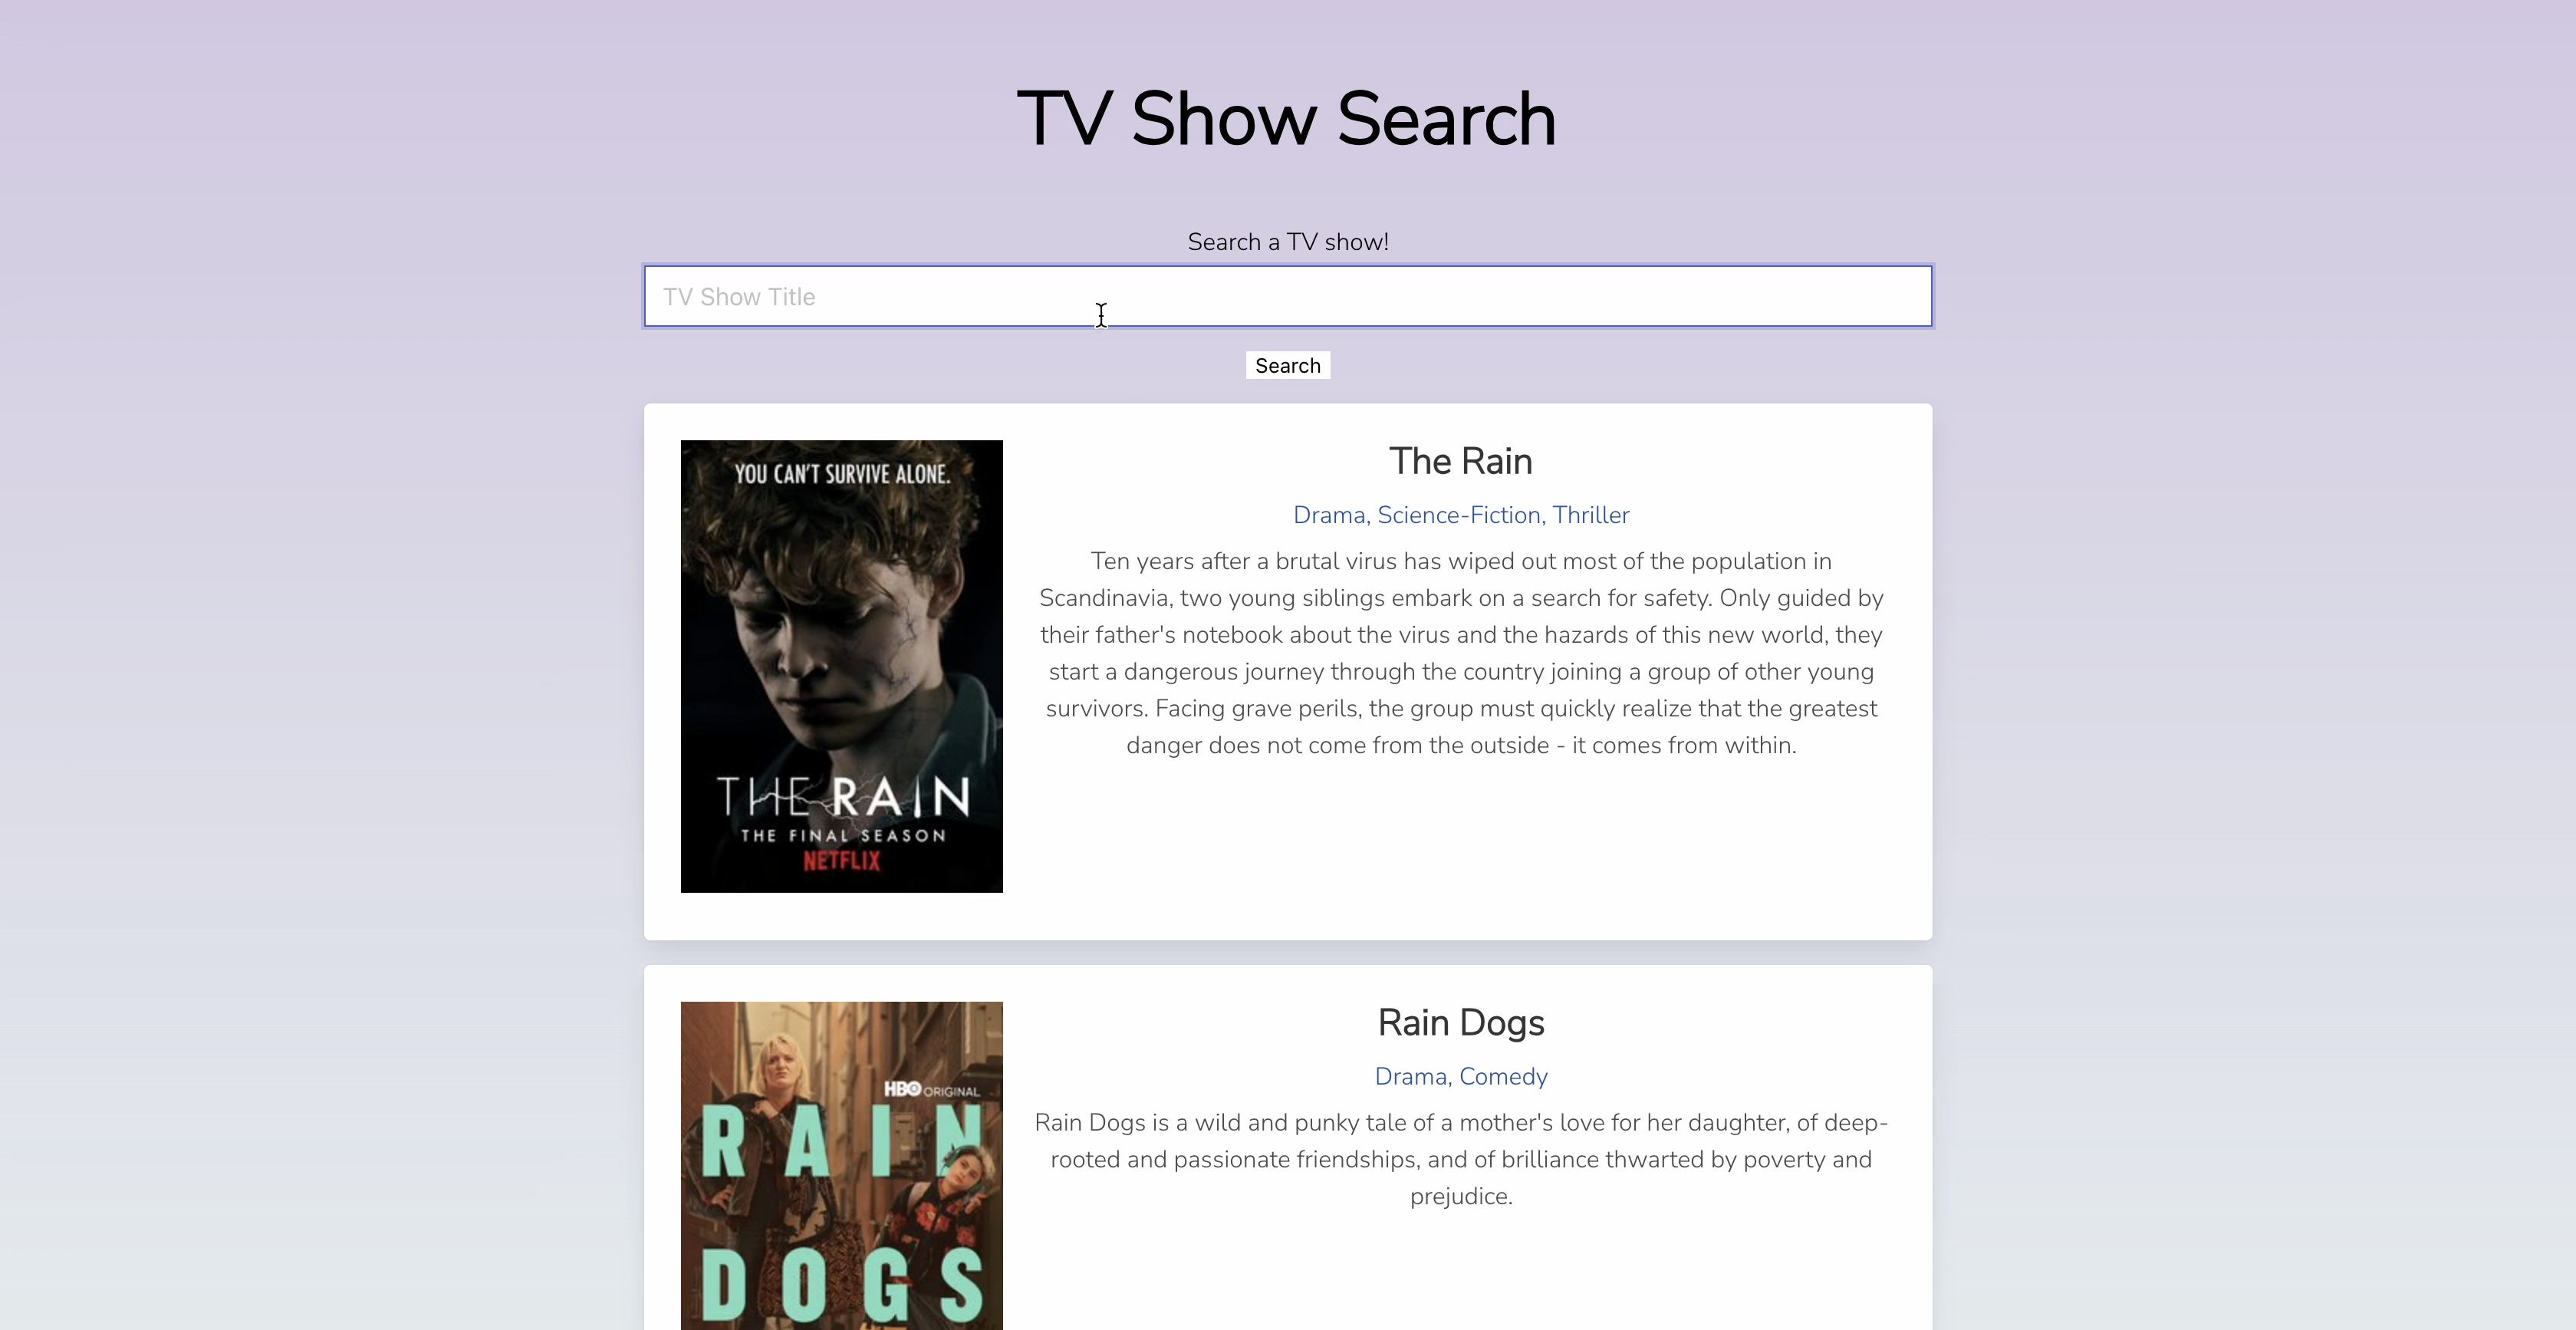 TV Show Search
Search a TV show!
TV Show Title
Search
YOU CAN'T SURVIVE ALONE.
THE RAIN
THE FINAL SEASON
NETFLIX
The Rain
Drama, Science-Fiction, Thriller
Ten years after a brutal virus has wiped out most of the population in
Scandinavia, two young siblings embark on a search for safety. Only guided by
their father's notebook about the virus and the hazards of this new world, they
start a dangerous journey through the country joining a group of other young
survivors. Facing grave perils, the group must quickly realize that the greatest
danger does not come from the outside - it comes from within.
HBO ORIGINAL
RAIN
DOGS
Rain Dogs
Drama, Comedy
Rain Dogs is a wild and punky tale of a mother's love for her daughter, of deep-
rooted and passionate friendships, and of brilliance thwarted by poverty and
prejudice.